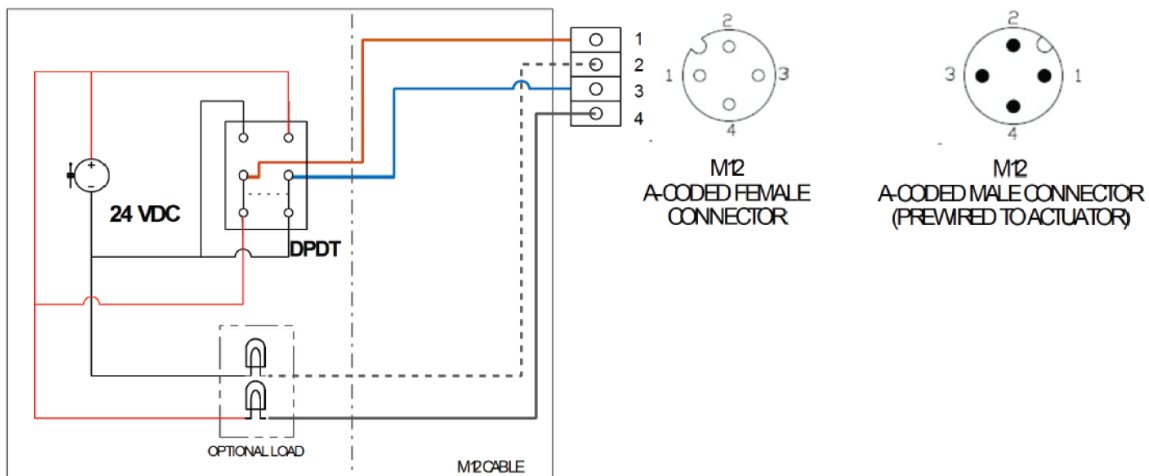 1
2
3
4
+
-
24 VDC
DPDT
OPTIONAL LOAD
M12 CABLE
2
1
3
4
M12
A-CODED FEMALE
CONNECTOR
2
3
1
4
M12
A-CODED MALE CONNECTOR
(PREWIRED TO ACTUATOR)